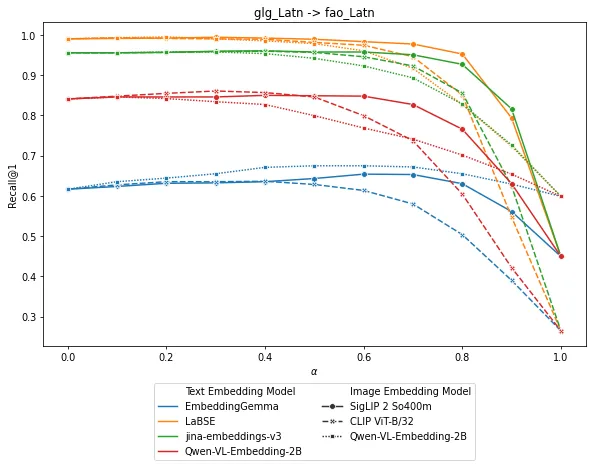 glg_Latn -> fao_Latn
Recall@1
1.0
0.9
0.8
0.7
0.6
0.5
0.4
0.3
0.0 0.2 0.4 0.6 0.8 1.0
α
Text Embedding Model Image Embedding Model
EmbeddingGemma SigLIP 2 So400m
LaBSE CLIP ViT-B/32
jina-embeddings-v3 Qwen-VL-Embedding-2B
Qwen-VL-Embedding-2B